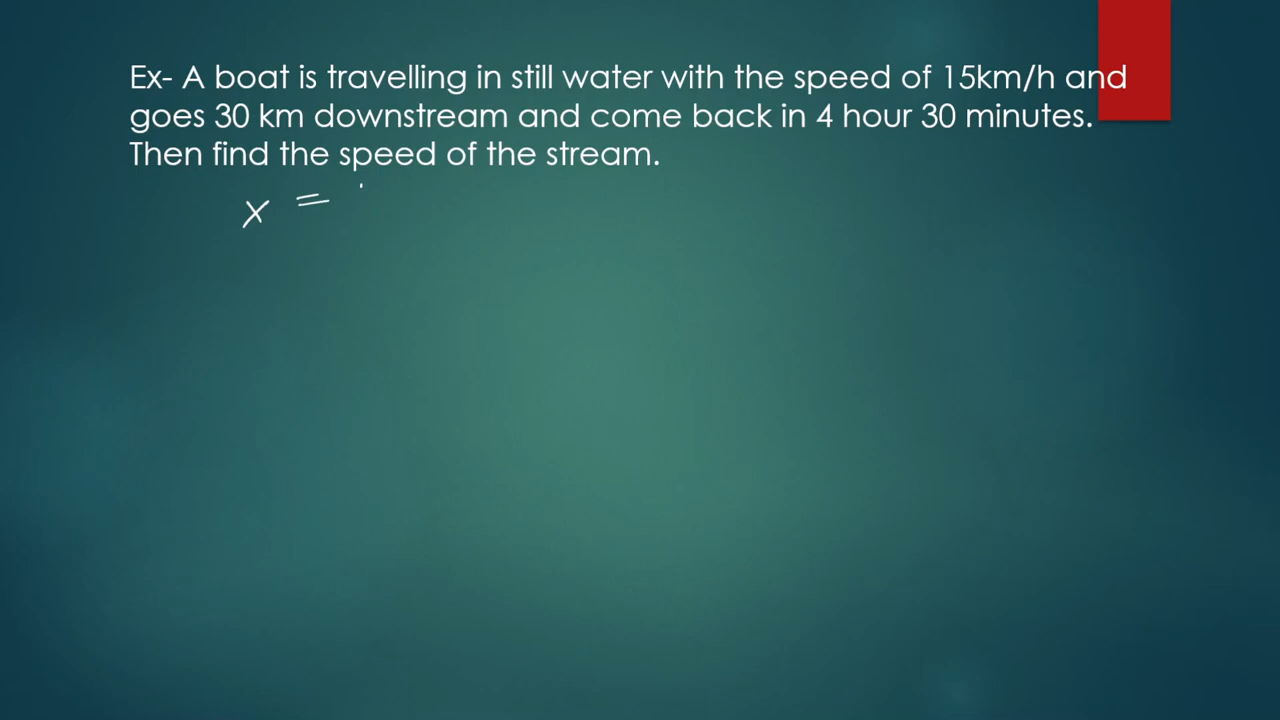 Ex- A boat is travelling in still water with the speed of 15km/h and
goes 30 km downstream and come back in 4 hour 30 minutes.
Then find the speed of the stream.
x =